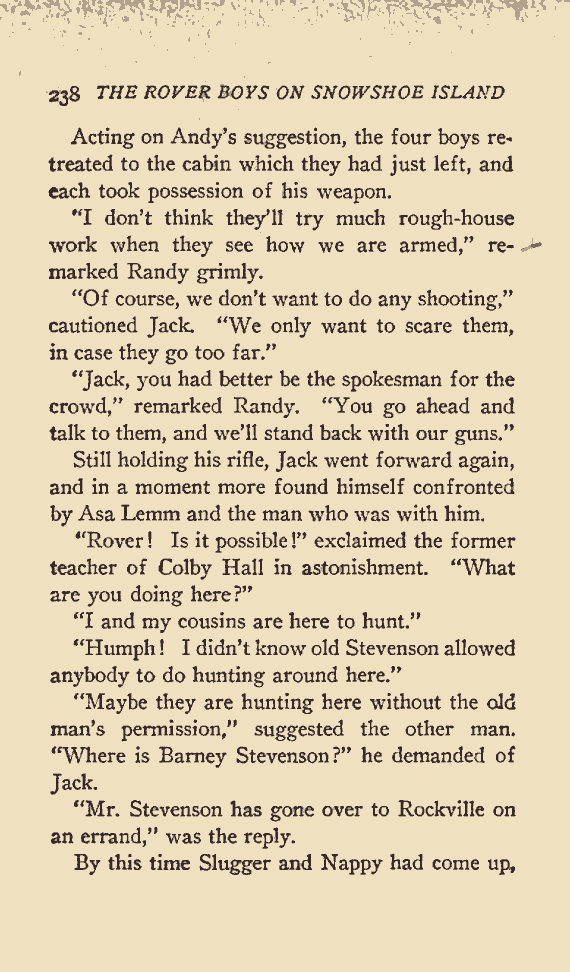 238 THE ROVER BOYS ON SNOWSHOE ISLAND
Acting on Andy's suggestion, the four boys re-
treated to the cabin which they had just left, and
each took possession of his weapon.
"I don't think they'll try much rough-house
work when they see how we are armed," re-
marked Randy grimly.
"Of course, we don't want to do any shooting,"
cautioned Jack. "We only want to scare them,
in case they go too far."
"Jack, you had better be the spokesman for the
crowd," remarked Randy. "You go ahead and
talk to them, and we'll stand back with our guns."
Still holding his rifle, Jack went forward again,
and in a moment more found himself confronted
by Asa Lemm and the man who was with him.
"Rover! Is it possible!" exclaimed the former
teacher of Colby Hall in astonishment. "What
are you doing here?"
"I and my cousins are here to hunt."
"Humph! I didn't know old Stevenson allowed
anybody to do hunting around here."
"Maybe they are hunting here without the old
man's permission," suggested the other man.
"Where is Barney Stevenson?" he demanded of
Jack.
"Mr. Stevenson has gone over to Rockville on
an errand," was the reply.
By this time Slugger and Nappy had come up,